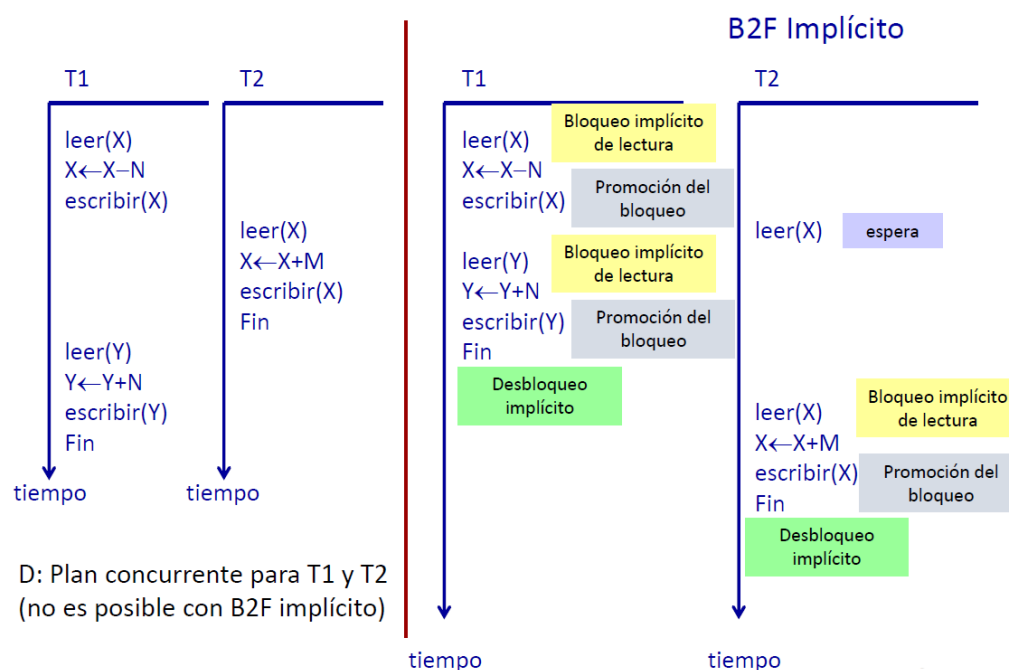 B2F Implícito
T1
T2
leer(X)
X←X−N
escribir(X)
leer(X)
X←X+M
escribir(X)
Fin
leer(Y)
Y←Y+N
escribir(Y)
Fin
tiempo
tiempo
D: Plan concurrente para T1 y T2
(no es posible con B2F implícito)
T1
T2
leer(X)
Bloqueo implícito
de lectura
X←X−N
escribir(X)
Promoción del
bloqueo
leer(X)
espera
leer(Y)
Bloqueo implícito
de lectura
Y←Y+N
escribir(Y)
Promoción del
bloqueo
Fin
Desbloqueo
implícito
leer(X)
Bloqueo implícito
de lectura
X←X+M
escribir(X)
Promoción del
bloqueo
Fin
Desbloqueo
implícito
tiempo
tiempo